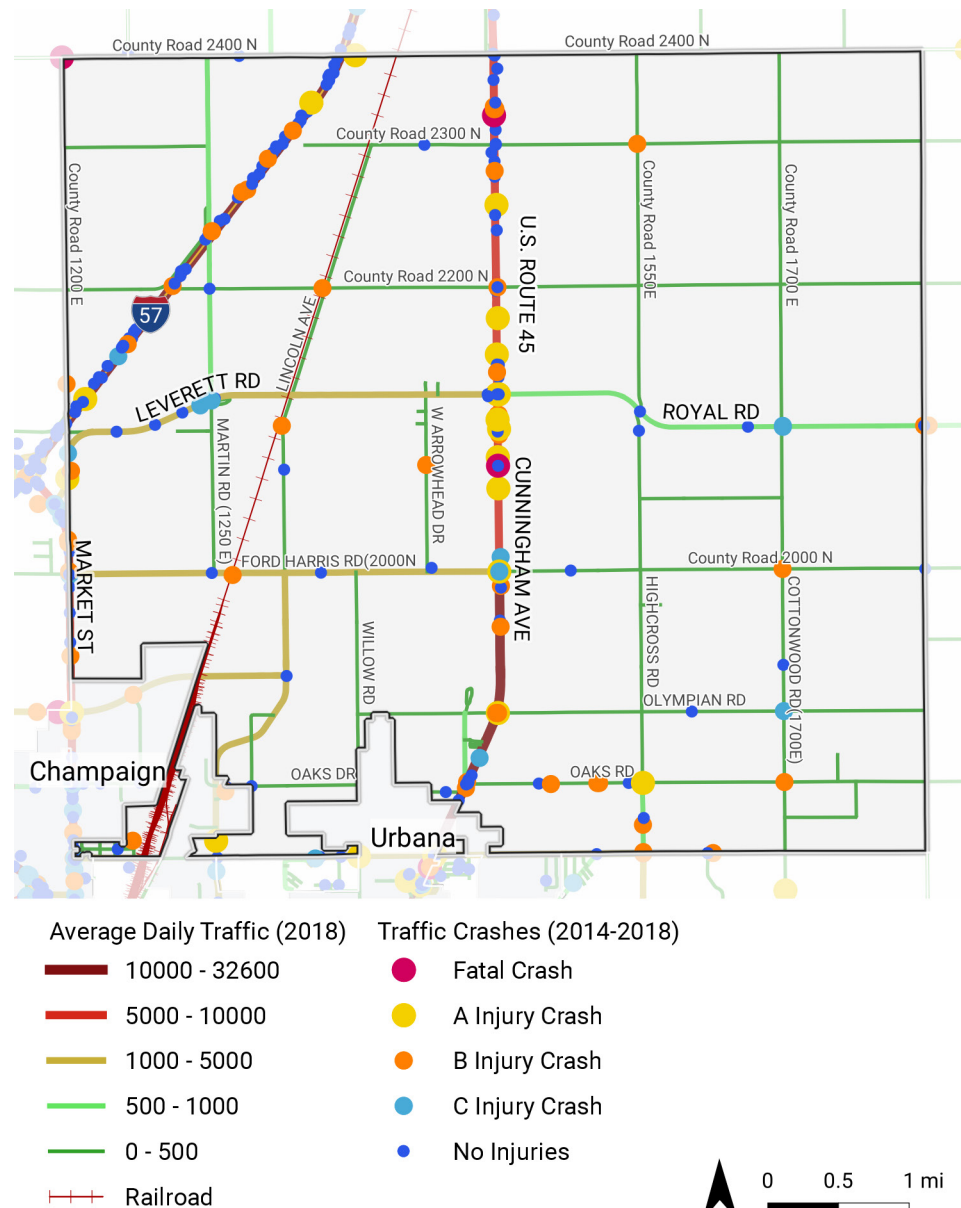 County Road 2400 N
County Road 2400 N
County Road 2300 N
County Road 1200 E
County Road 1550E
County Road 1700 E
U.S. ROUTE 45
County Road 2200 N
57
LINCOLN AVE
LEVERETT RD
ROYAL RD
MARTIN RD (1250 E)
W ARROWHEAD DR
CUNNINGHAM AVE
MARKET ST
FORD HARRIS RD(2000N
County Road 2000 N
HIGHCROSS RD
COTTONWOOD RD(1700E)
WILLOW RD
OLYMPIAN RD
Champaign
OAKS DR
OAKS RD
Urbana
Average Daily Traffic (2018)
10000 - 32600
5000 - 10000
1000 - 5000
500 - 1000
0 - 500
Railroad
Traffic Crashes (2014-2018)
Fatal Crash
A Injury Crash
B Injury Crash
C Injury Crash
No Injuries
0 0.5 1 mi